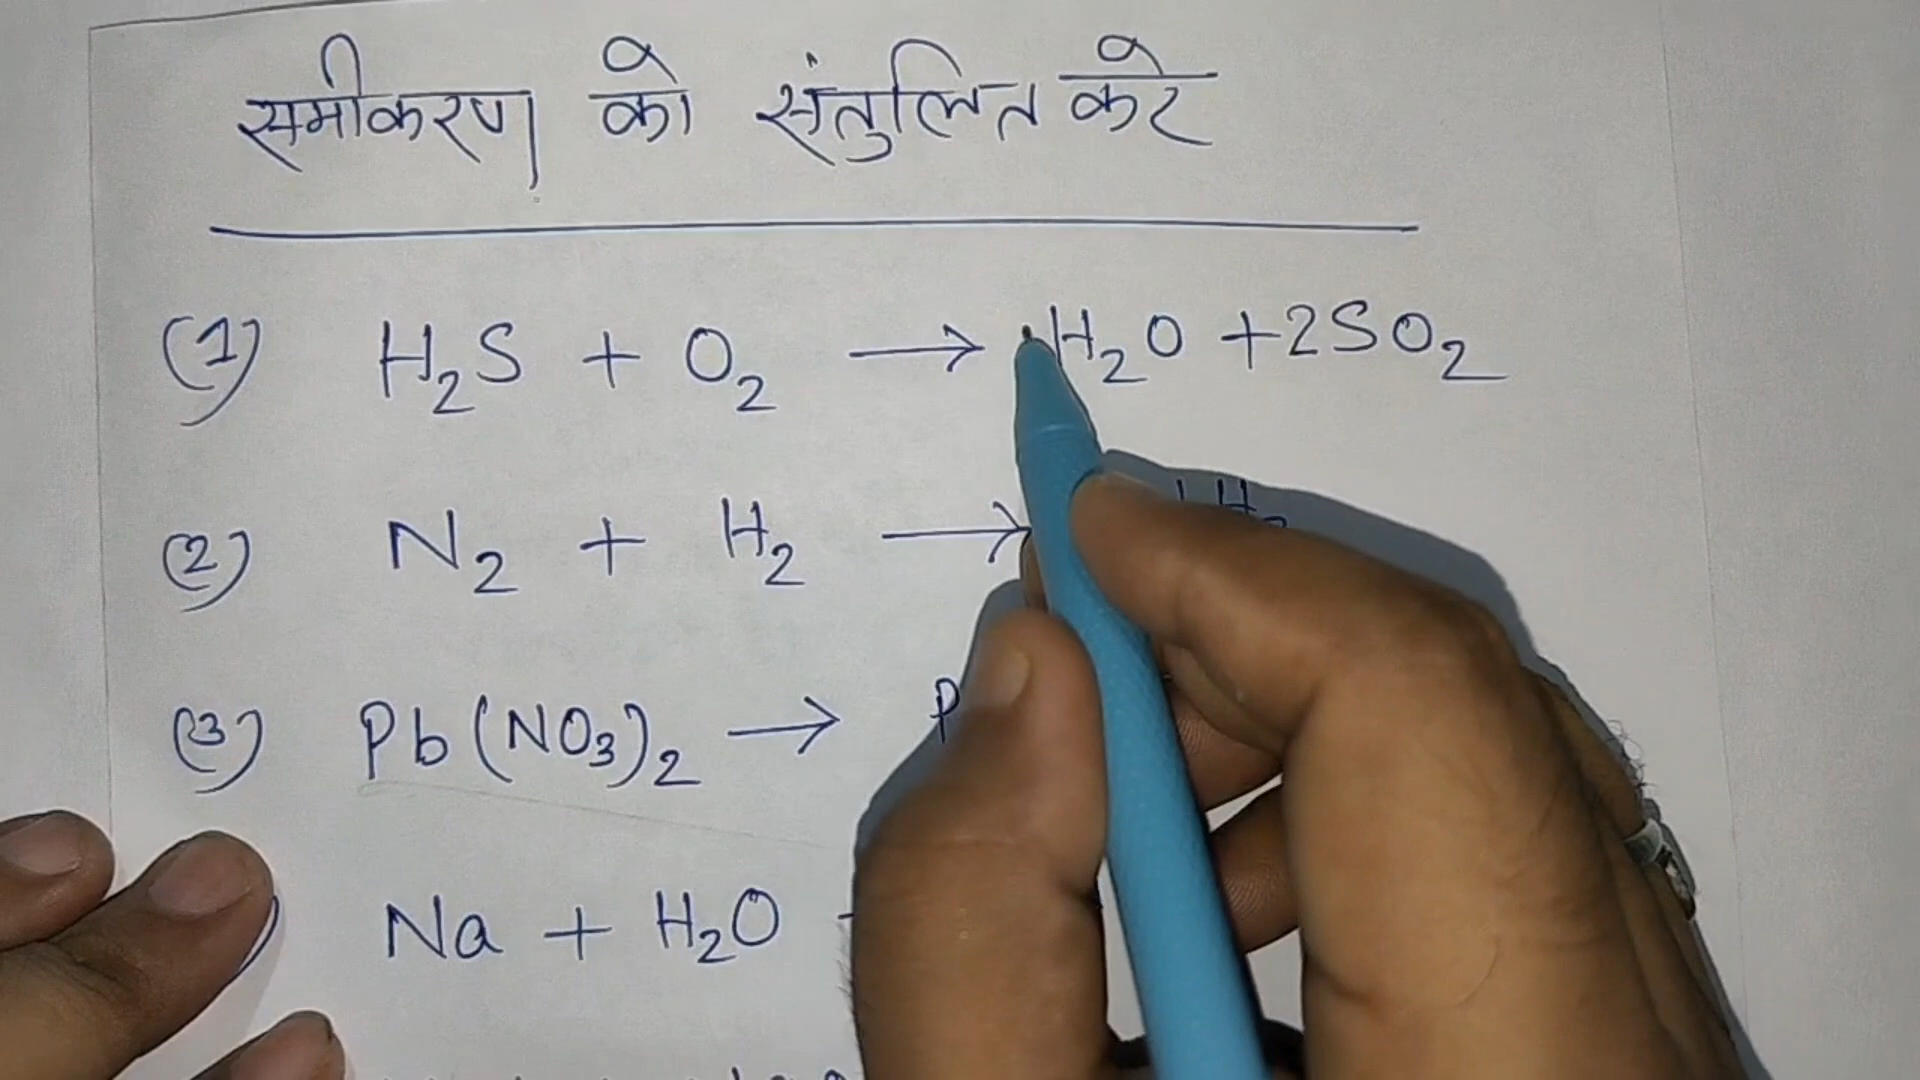 समीकरण को संतुलित करे
(1) H₂S + O₂ → H₂O + 2SO₂
(2) N₂ + H₂ →
(3) Pb(NO₃)₂ → P
Na + H₂O